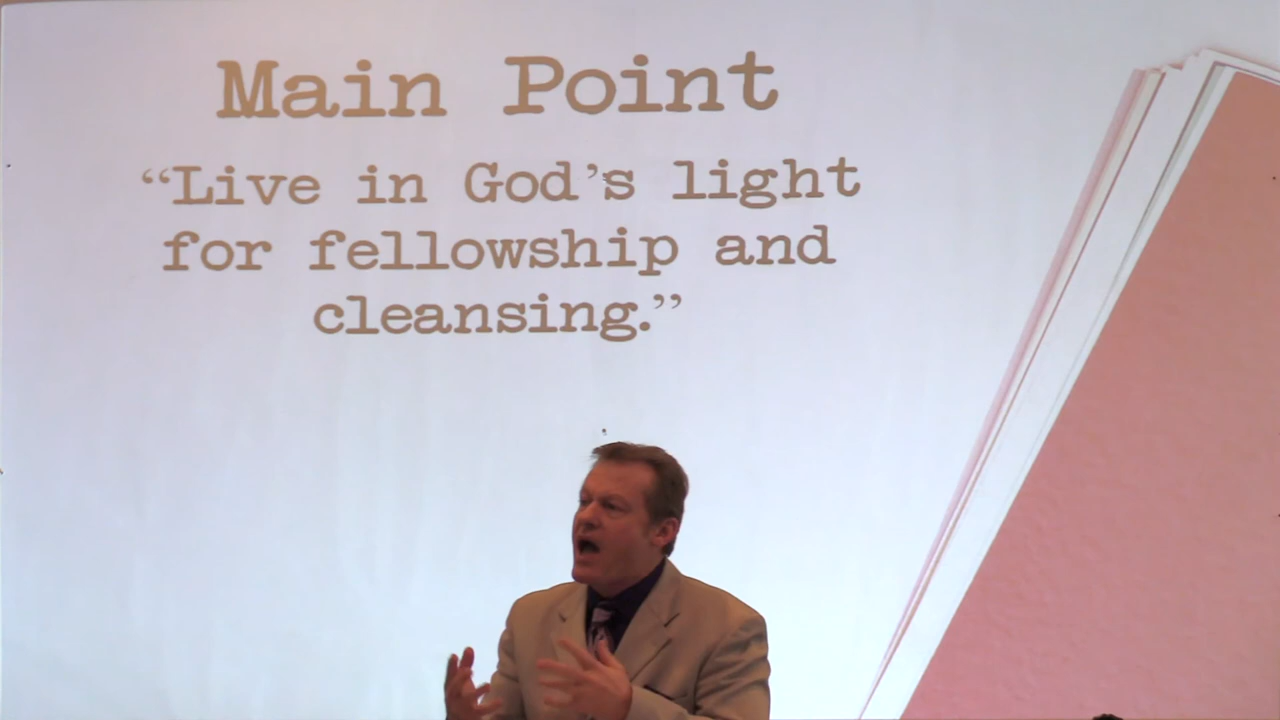 Main Point
“Live in God’s light
for fellowship and
cleansing.”